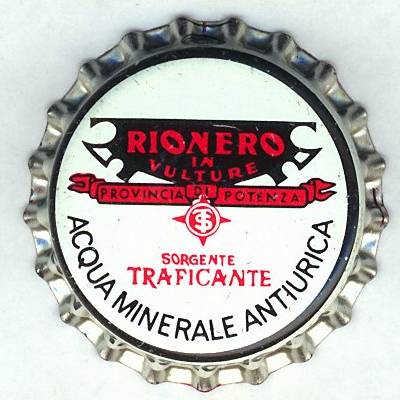 RIONERO
IN
VULTURE
PROVINCIA DI POTENZA
SORGENTE
TRAFICANTE
ACQUA MINERALE ANTIURICA